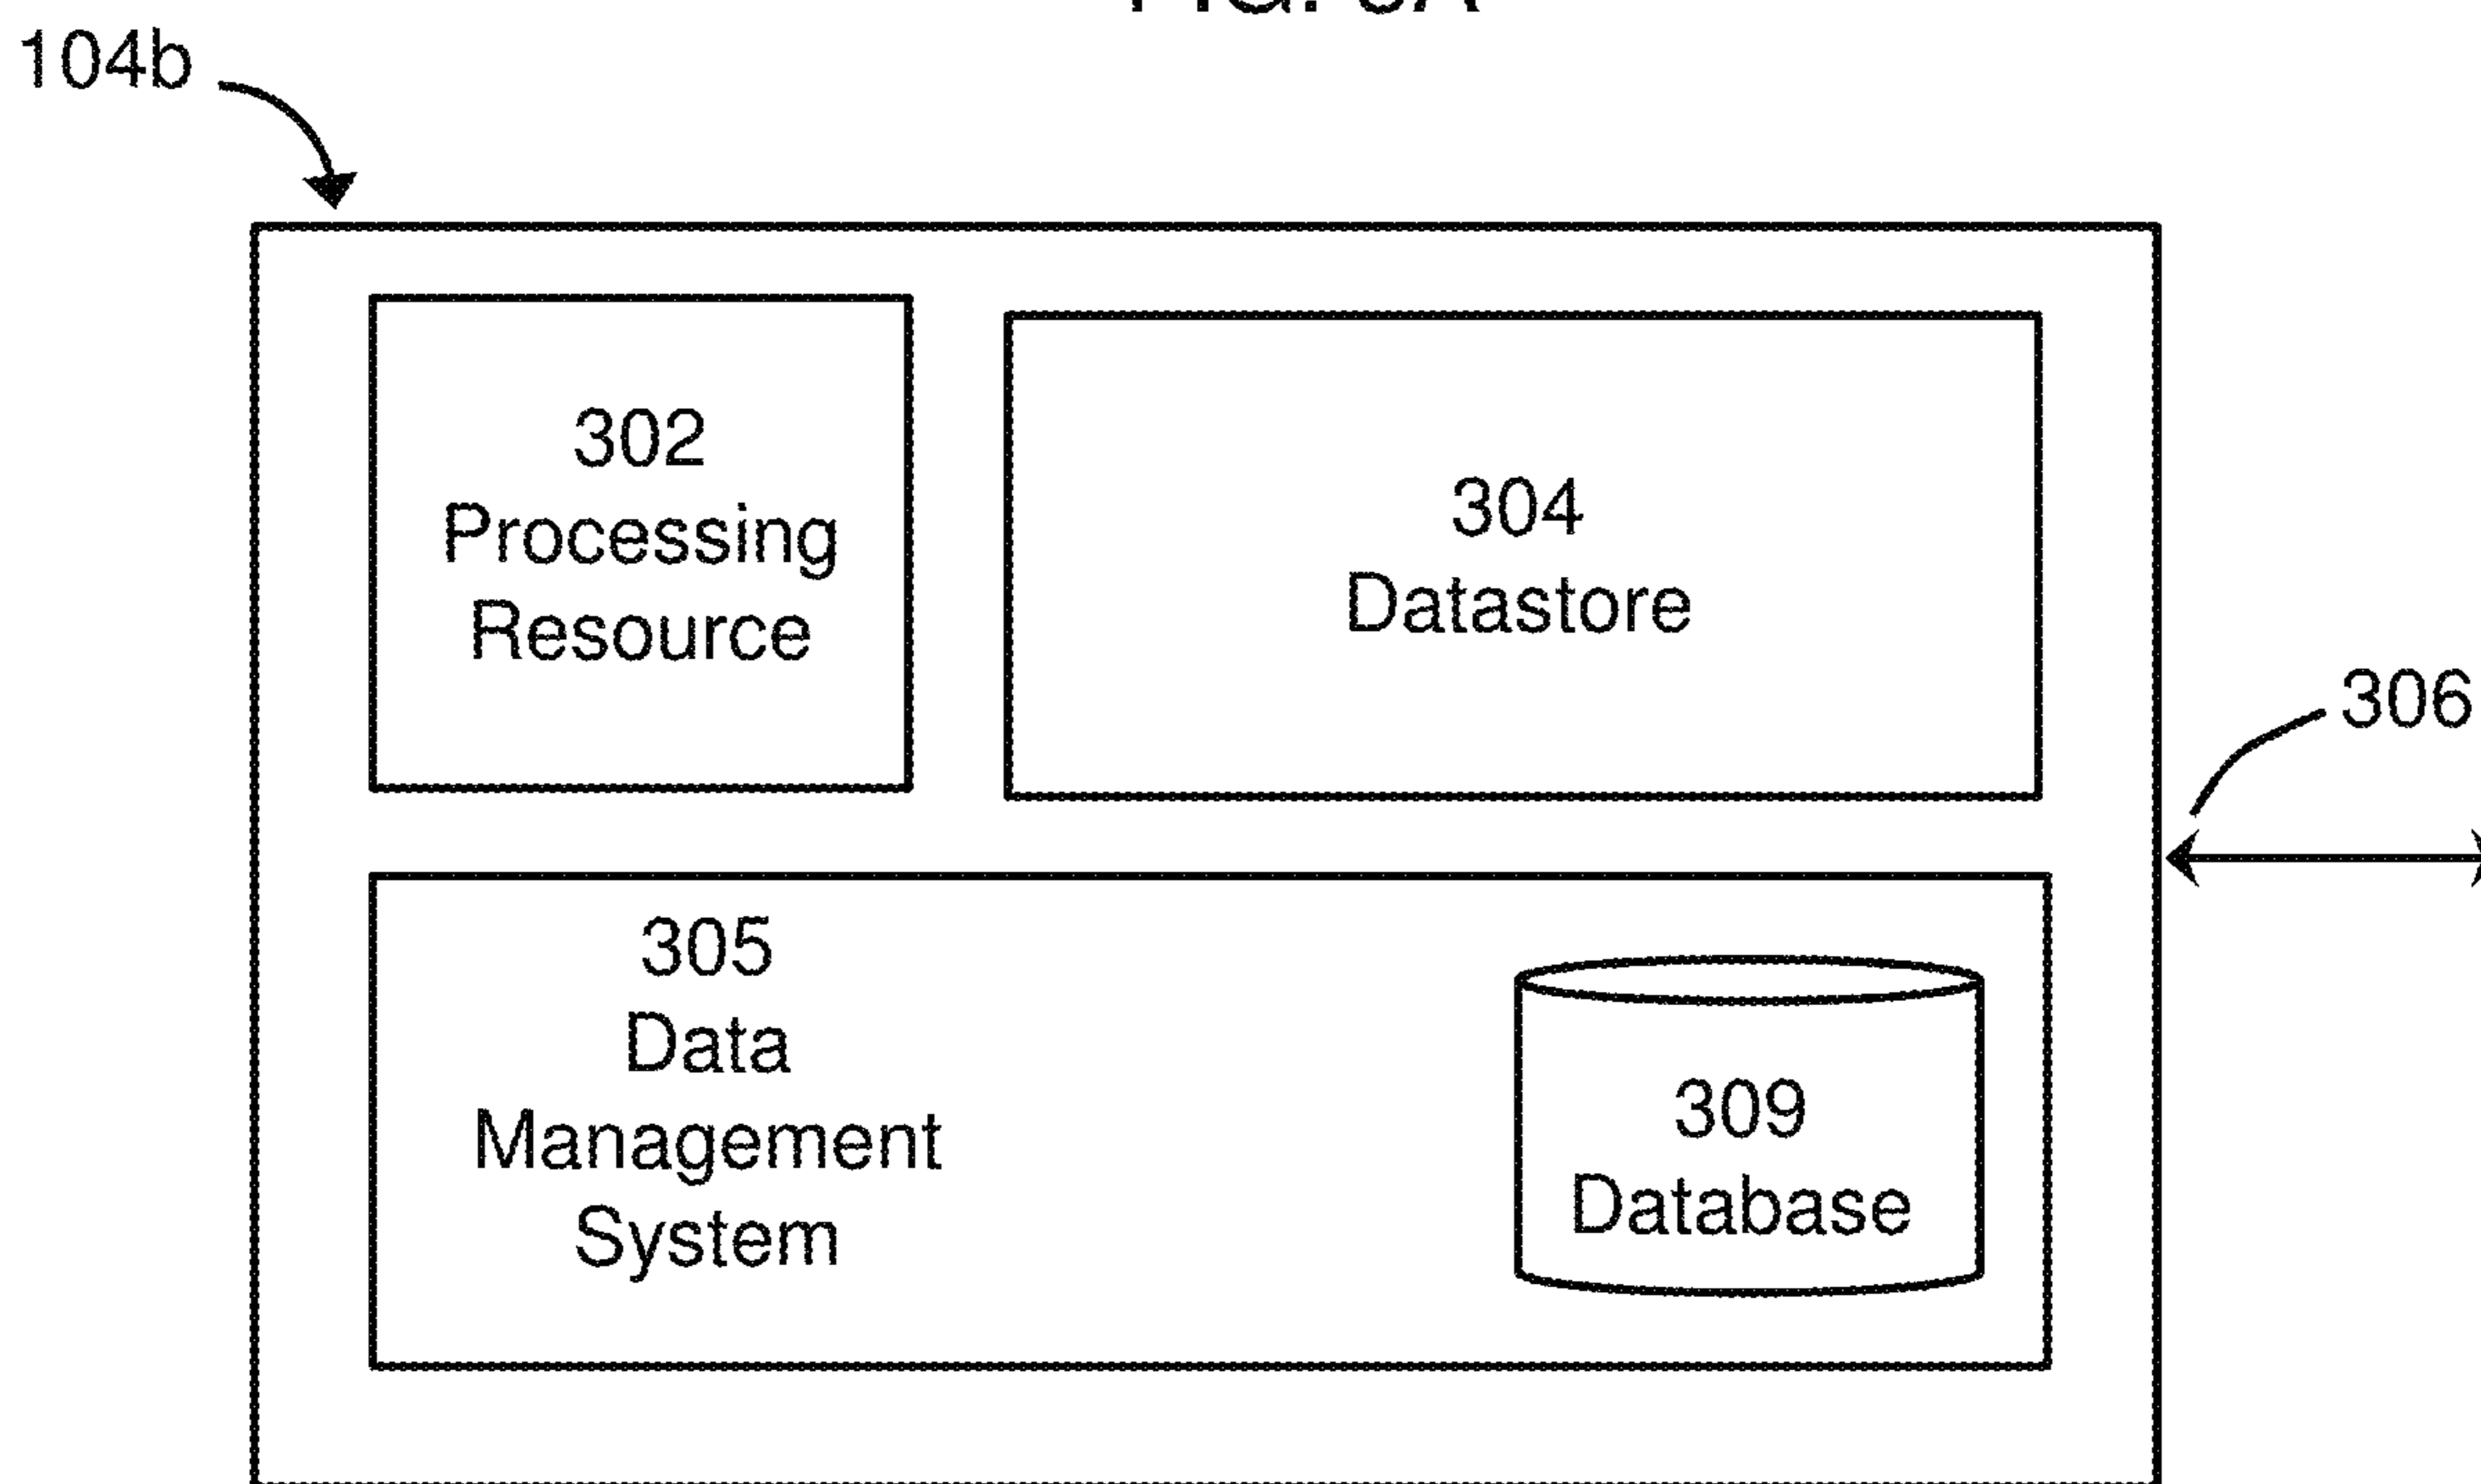 104b
302
Processing
Resource
304
Datastore
306
305
Data
Management
System
309
Database